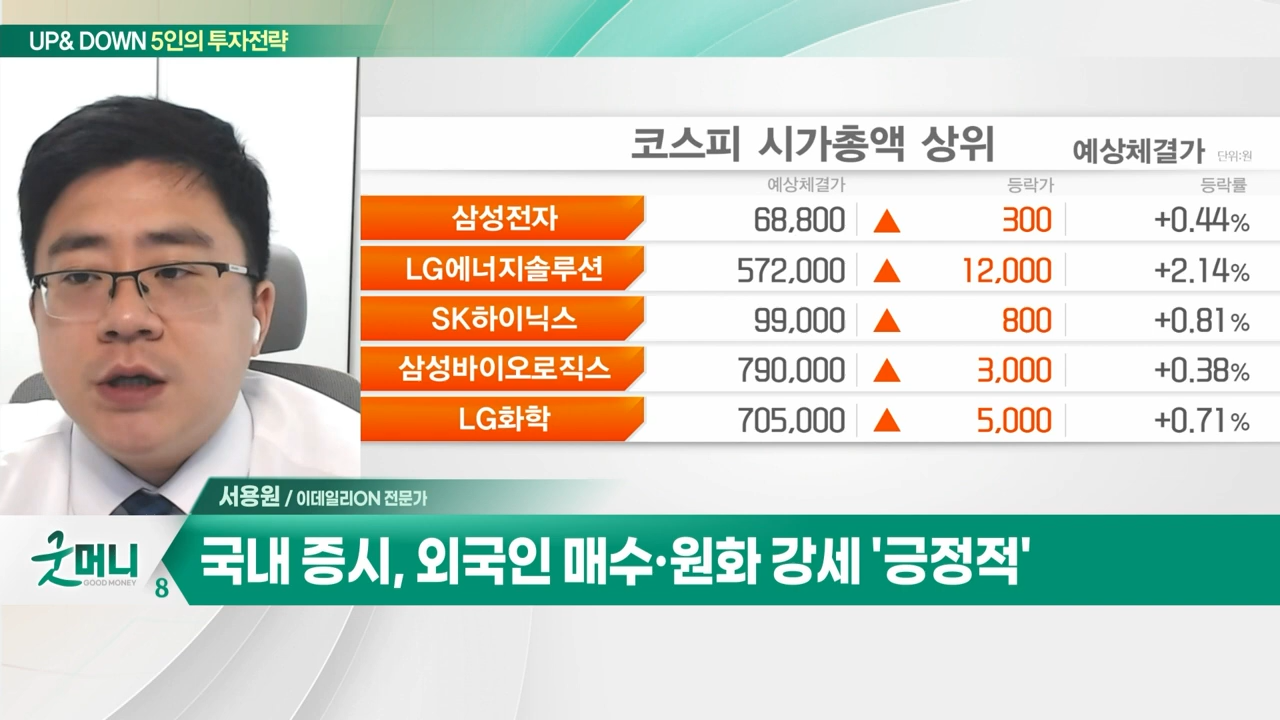 UP& DOWN 5인의 투자전략
코스피 시가총액 상위 예상체결가 단위:원
예상체결가 등락가 등락률
삼성전자 68,800 ▲ 300 +0.44%
LG에너지솔루션 572,000 ▲ 12,000 +2.14%
SK하이닉스 99,000 ▲ 800 +0.81%
삼성바이오로직스 790,000 ▲ 3,000 +0.38%
LG화학 705,000 ▲ 5,000 +0.71%
서용원 / 이데일리ON 전문가
굿머니
GOOD MONEY
8
국내 증시, 외국인 매수·원화 강세 '긍정적'